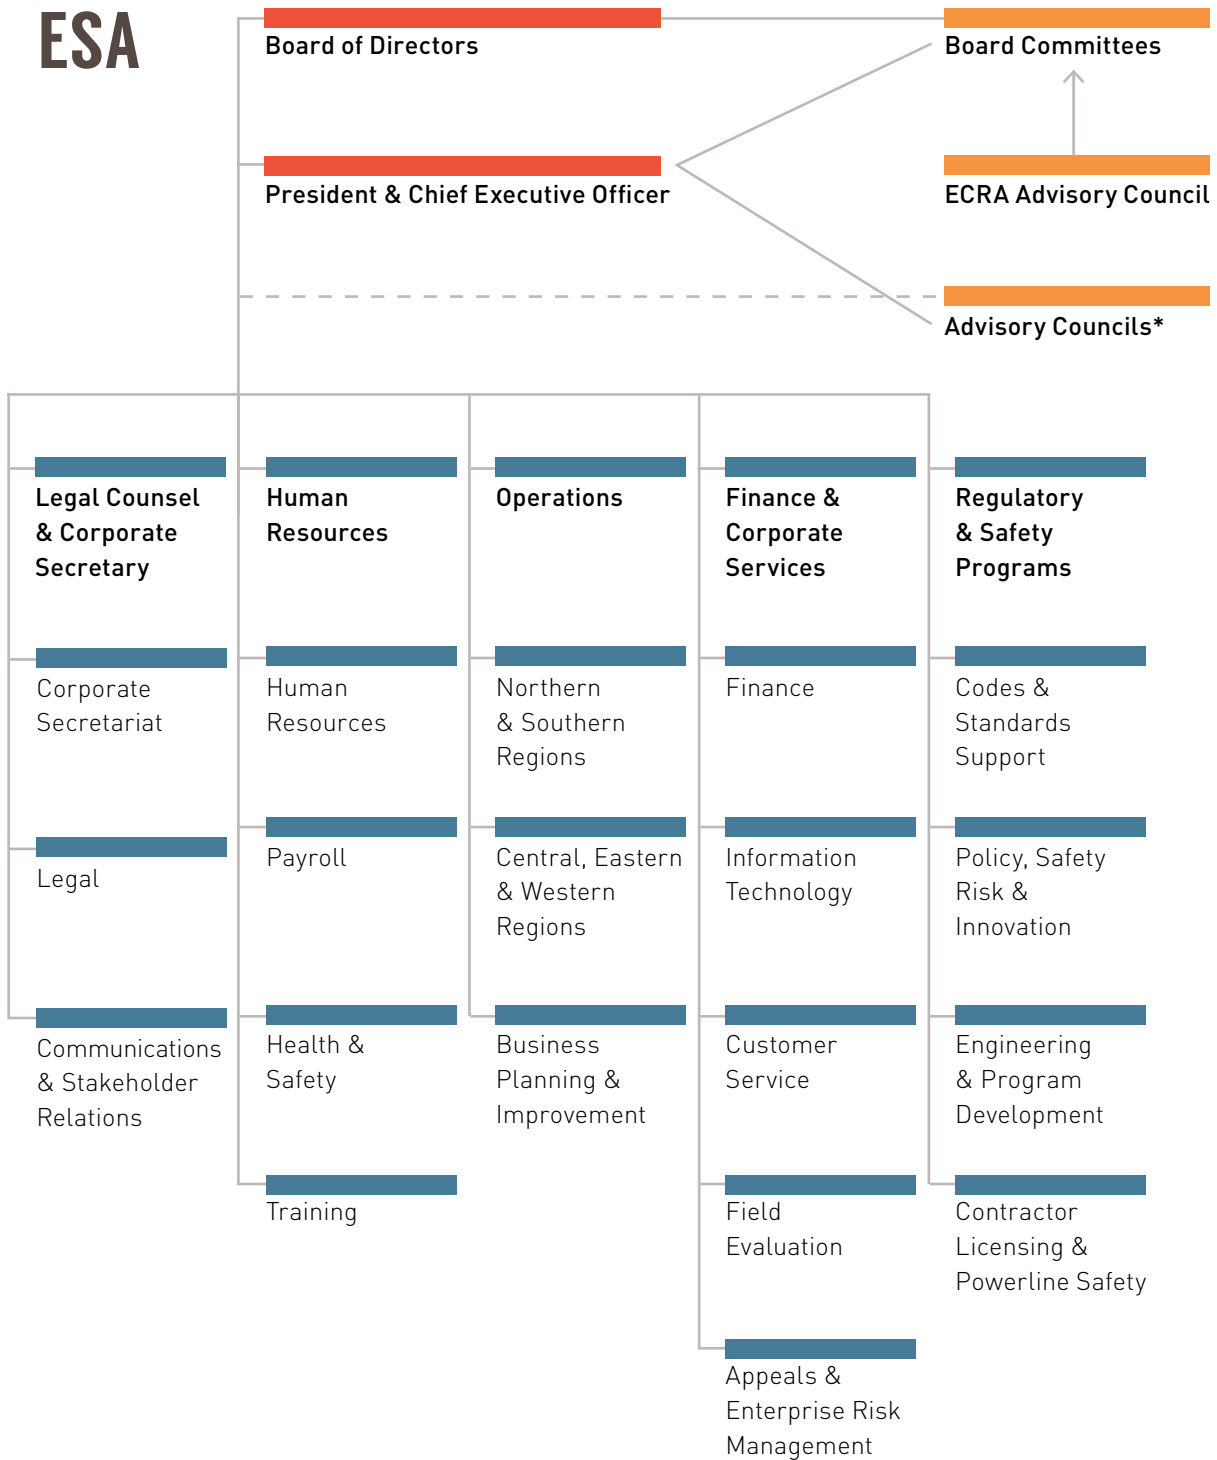 ESA
Board of Directors
Board Committees
President & Chief Executive Officer
ECRA Advisory Council
Advisory Councils*
Legal Counsel
& Corporate
Secretary
Corporate
Secretariat
Legal
Communications
& Stakeholder
Relations
Human
Resources
Human
Resources
Payroll
Health &
Safety
Training
Operations
Northern
& Southern
Regions
Central, Eastern
& Western
Regions
Business
Planning &
Improvement
Finance &
Corporate
Services
Finance
Information
Technology
Customer
Service
Field
Evaluation
Appeals &
Enterprise Risk
Management
Regulatory
& Safety
Programs
Codes &
Standards
Support
Policy, Safety
Risk &
Innovation
Engineering
& Program
Development
Contractor
Licensing &
Powerline Safety